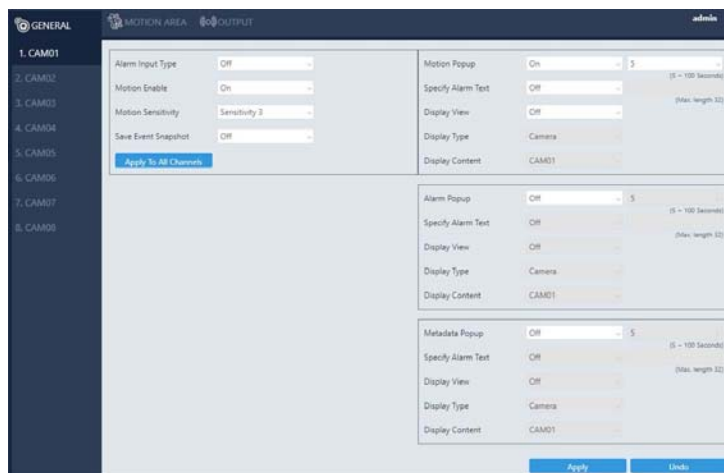 GENERAL
MOTION AREA
OUTPUT
admin
1. CAM01
2. CAM02
3. CAM03
4. CAM04
5. CAM05
6. CAM06
7. CAM07
8. CAM08
Alarm Input Type Off
Motion Enable On
Motion Sensitivity Sensitivity 3
Save Event Snapshot Off
Apply To All Channels
Motion Popup On 5
(5 ~ 100 Seconds)
Specify Alarm Text Off
(Max. length 32)
Display View Off
Display Type Camera
Display Content CAM01
Alarm Popup Off 5
(5 ~ 100 Seconds)
Specify Alarm Text Off
(Max. length 32)
Display View Off
Display Type Camera
Display Content CAM01
Metadata Popup Off 5
(5 ~ 100 Seconds)
Specify Alarm Text Off
(Max. length 32)
Display View Off
Display Type Camera
Display Content CAM01
Apply Undo